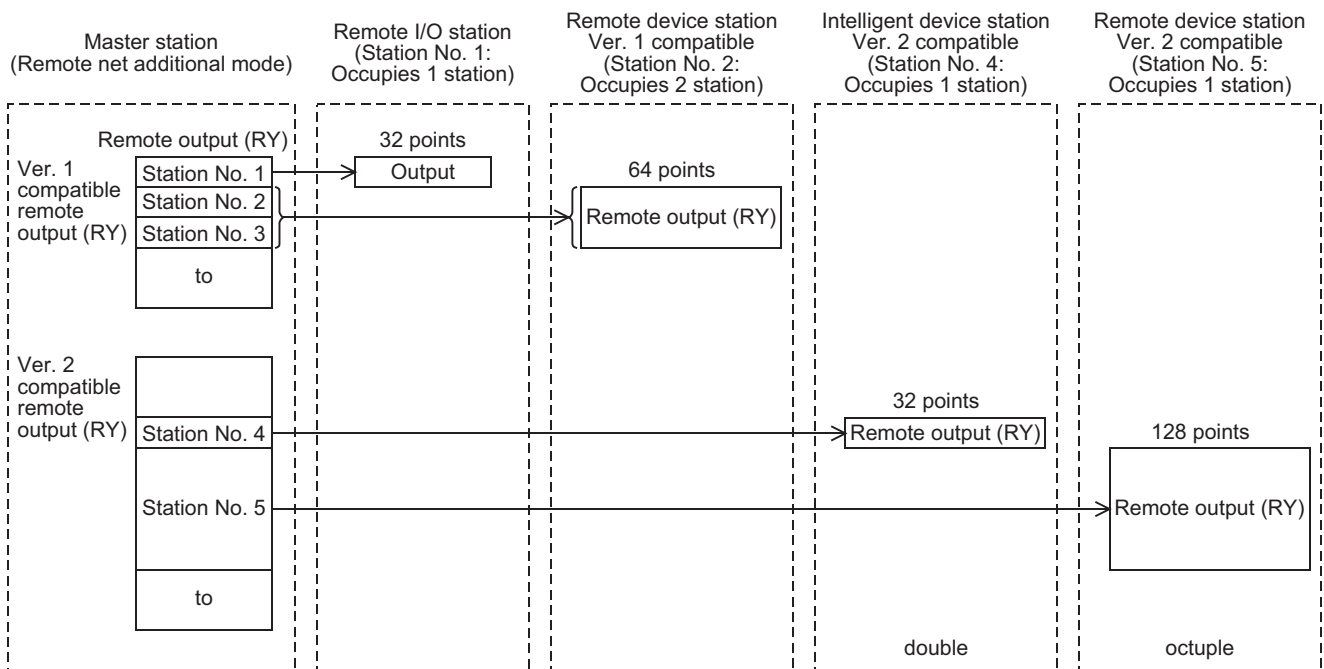 Master station
(Remote net additional mode)
Remote I/O station
(Station No. 1:
Occupies 1 station)
Remote device station
Ver. 1 compatible
(Station No. 2:
Occupies 2 station)
Intelligent device station
Ver. 2 compatible
(Station No. 4:
Occupies 1 station)
Remote device station
Ver. 2 compatible
(Station No. 5:
Occupies 1 station)
Remote output (RY)
Ver. 1
compatible
remote
output (RY)
Station No. 1
Station No. 2
Station No. 3
to
32 points
Output
64 points
Remote output (RY)
Ver. 2
compatible
remote
output (RY)
Station No. 4
Station No. 5
to
32 points
Remote output (RY)
128 points
Remote output (RY)
double
octuple